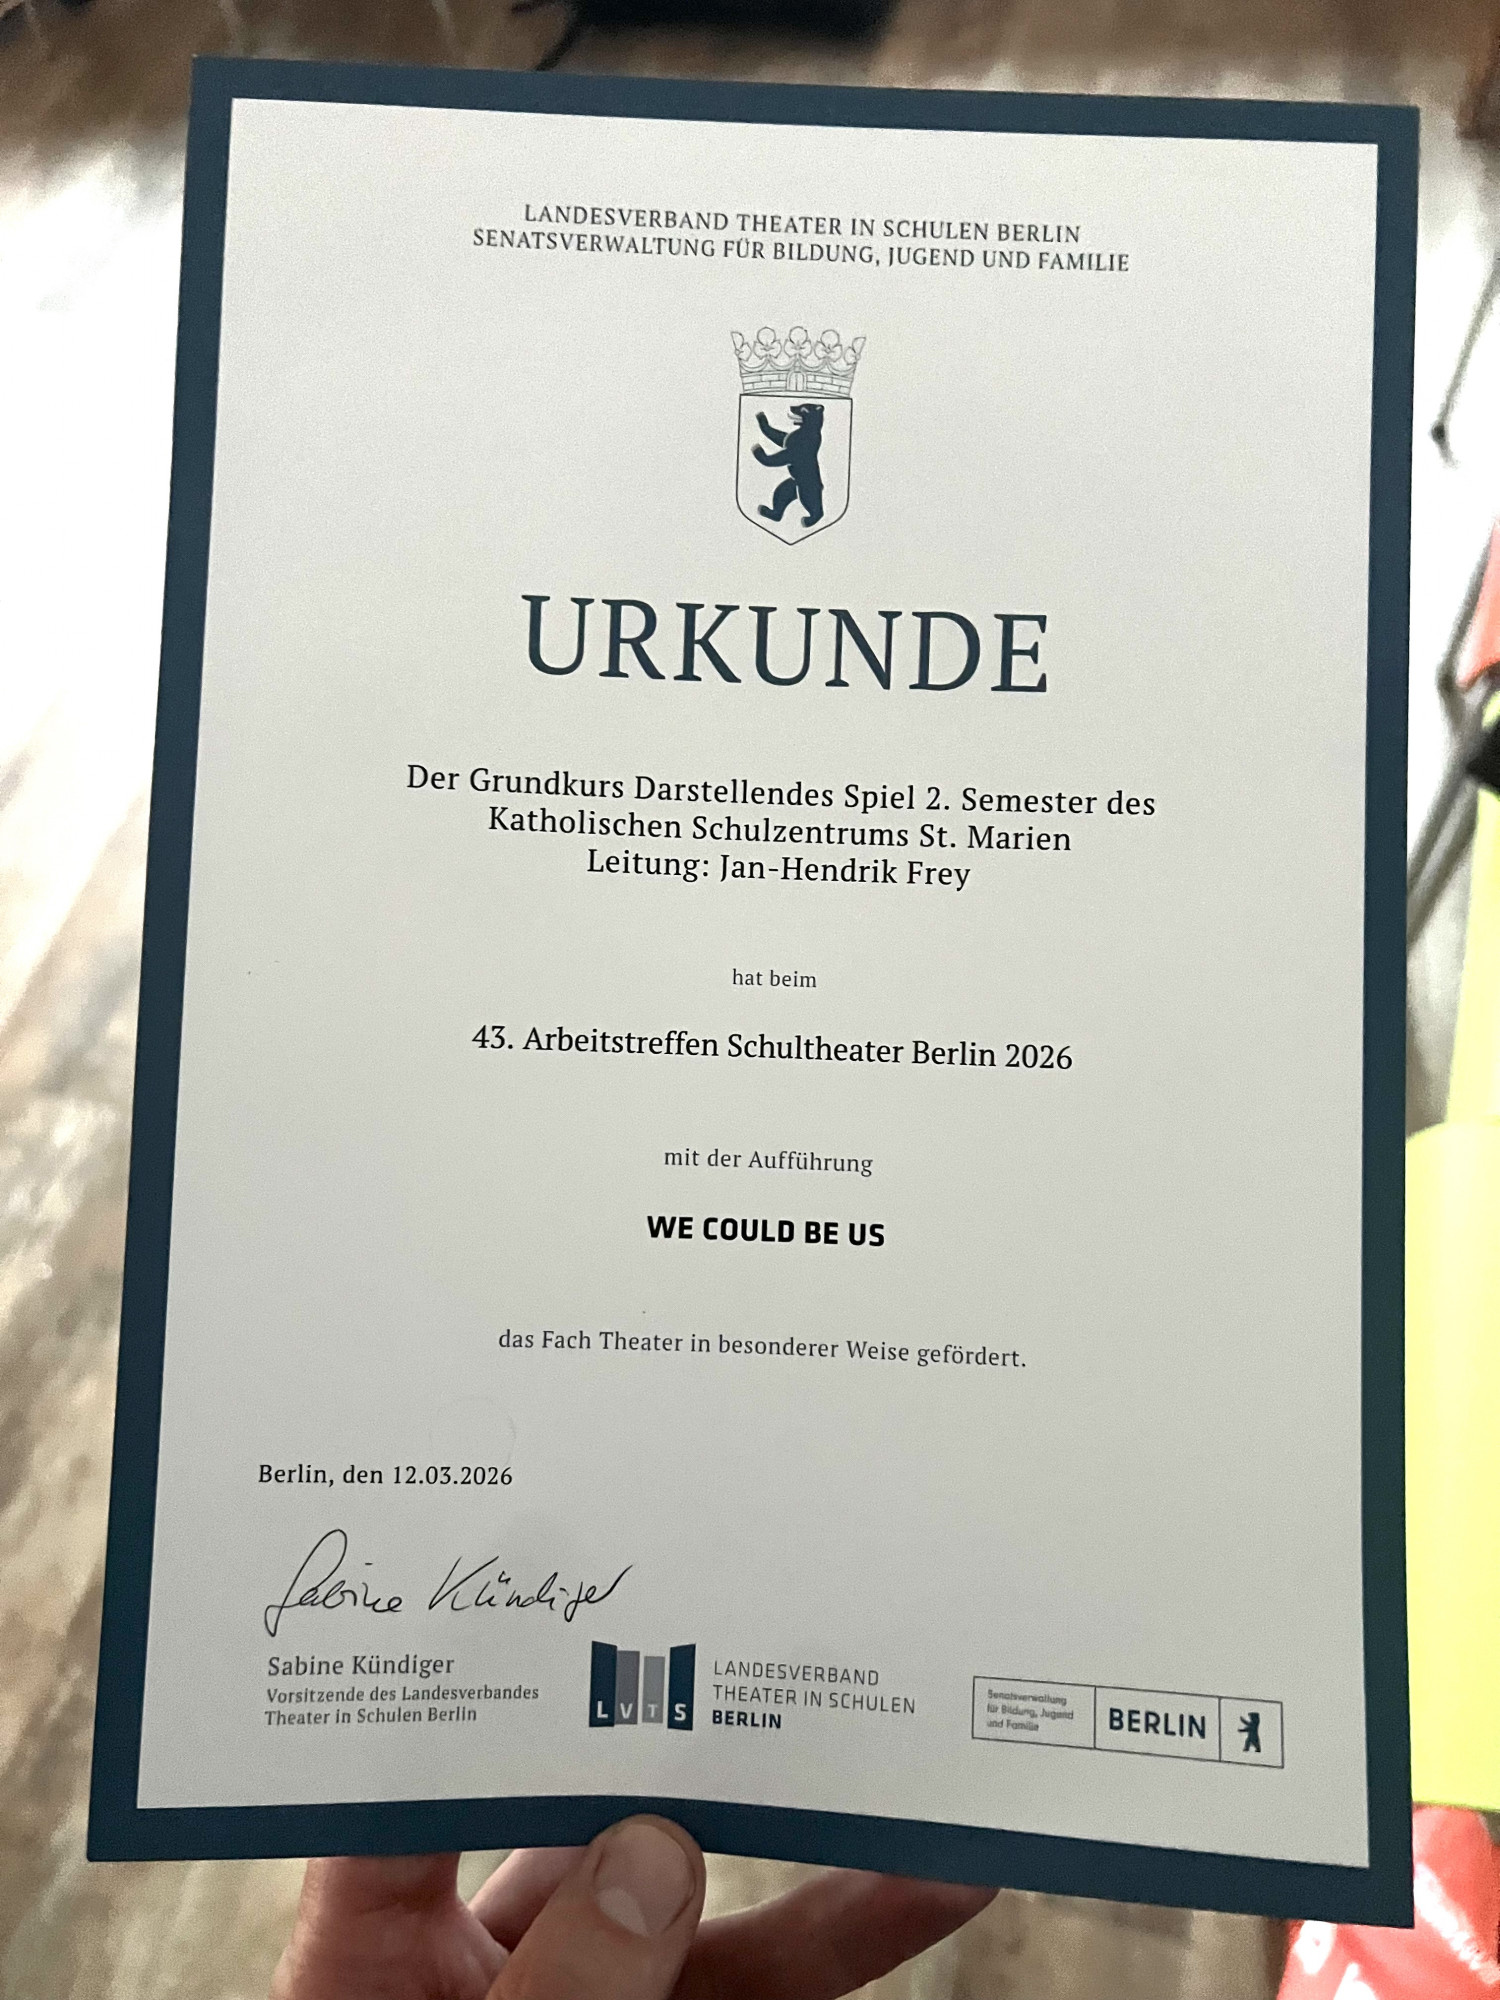 LANDESVERBAND THEATER IN SCHULEN BERLIN
SENATSVERWALTUNG FÜR BILDUNG, JUGEND UND FAMILIE
URKUNDE
Der Grundkurs Darstellendes Spiel 2. Semester des
Katholischen Schulzentrums St. Marien
Leitung: Jan-Hendrik Frey
hat beim
43. Arbeitstreffen Schultheater Berlin 2026
mit der Aufführung
WE COULD BE US
das Fach Theater in besonderer Weise gefördert.
Berlin, den 12.03.2026
Sabine Kündiger
Sabine Kündiger
Vorsitzende des Landesverbandes
Theater in Schulen Berlin
LVTS
LANDESVERBAND
THEATER IN SCHULEN
BERLIN
Senatsverwaltung
für Bildung, Jugend
und Familie
BERLIN